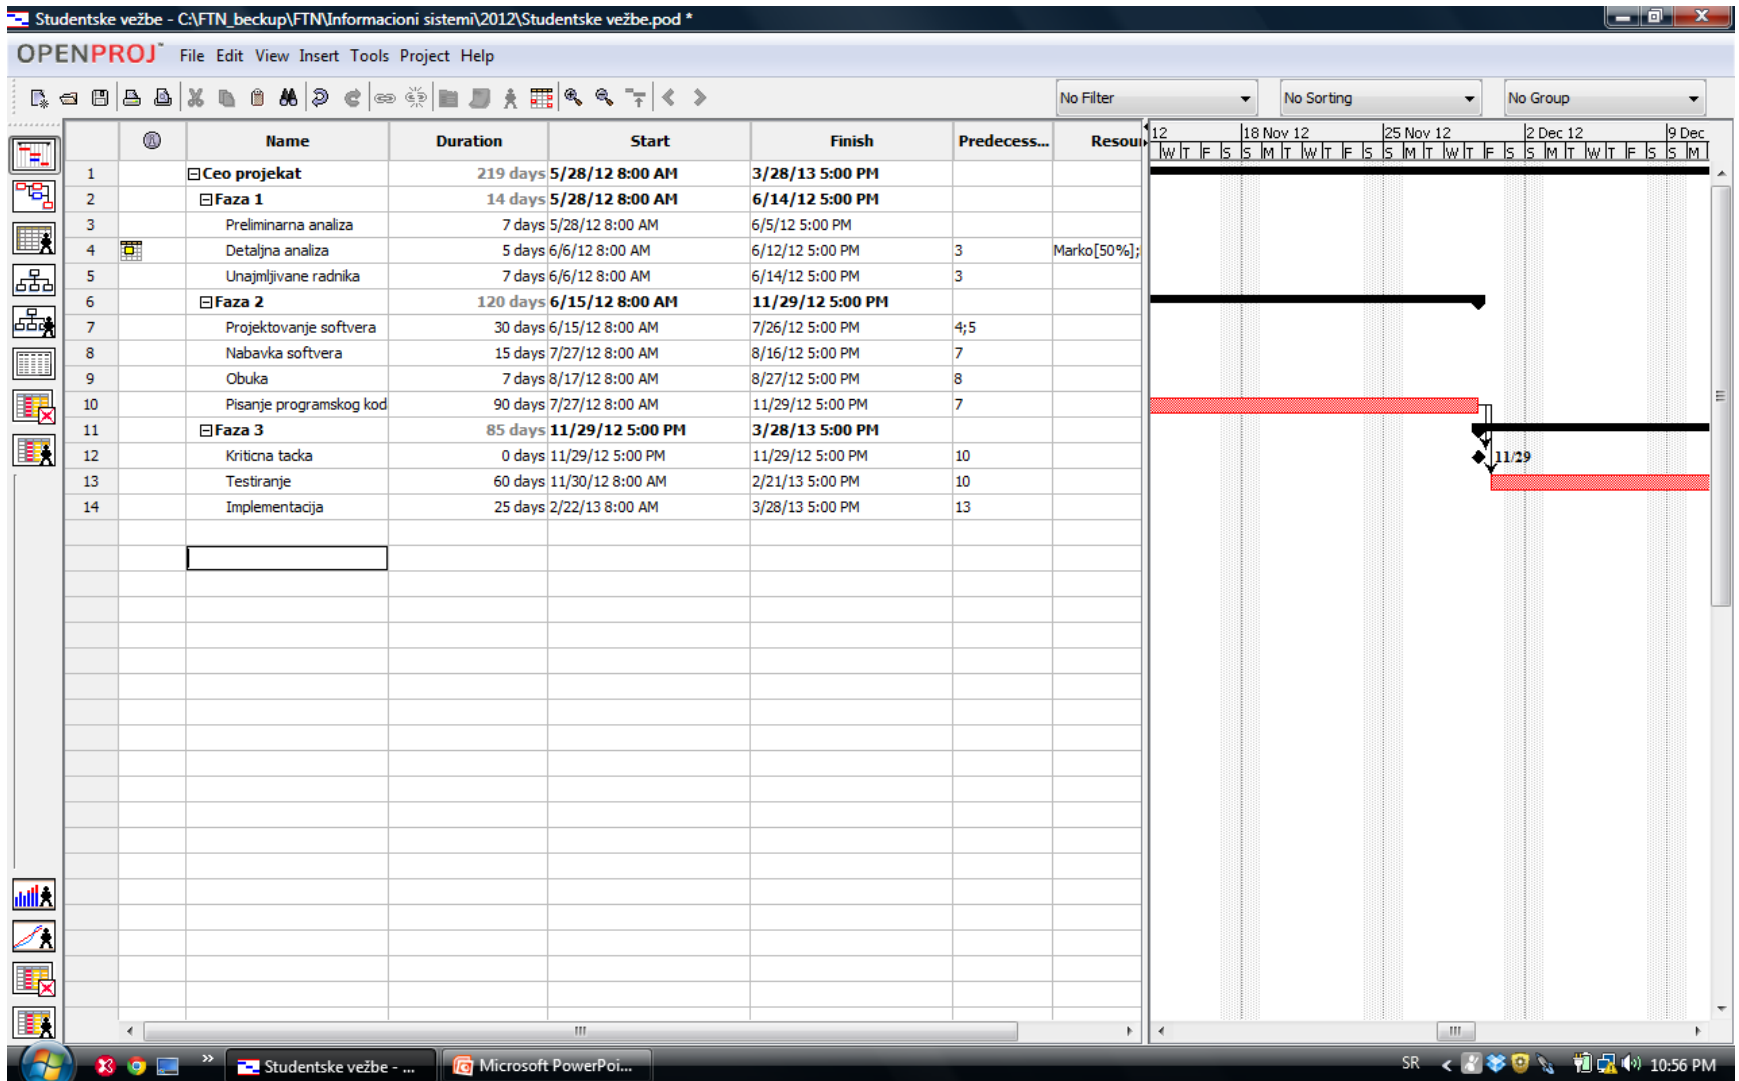 Studentske vežbe - C:\FTN_beckup\FTN\Informacioni sistemi\2012\Studentske vežbe.pod *
OPENPROJ™ File Edit View Insert Tools Project Help
No Filter No Sorting No Group
Name Duration Start Finish Predecess... Resou
12 18 Nov 12 25 Nov 12 2 Dec 12 9 Dec
W T F S S M T W T F S S M T W T F S S M T W T F S S M T
1 Ceo projekat 219 days 5/28/12 8:00 AM 3/28/13 5:00 PM
2 Faza 1 14 days 5/28/12 8:00 AM 6/14/12 5:00 PM
3 Preliminarna analiza 7 days 5/28/12 8:00 AM 6/5/12 5:00 PM
4 Detaljna analiza 5 days 6/6/12 8:00 AM 6/12/12 5:00 PM 3 Marko[50%];
5 Unajmljivane radnika 7 days 6/6/12 8:00 AM 6/14/12 5:00 PM 3
6 Faza 2 120 days 6/15/12 8:00 AM 11/29/12 5:00 PM
7 Projektovanje softvera 30 days 6/15/12 8:00 AM 7/26/12 5:00 PM 4;5
8 Nabavka softvera 15 days 7/27/12 8:00 AM 8/16/12 5:00 PM 7
9 Obuka 7 days 8/17/12 8:00 AM 8/27/12 5:00 PM 8
10 Pisanje programskog kod 90 days 7/27/12 8:00 AM 11/29/12 5:00 PM 7
11 Faza 3 85 days 11/29/12 5:00 PM 3/28/13 5:00 PM
12 Kriticna tacka 0 days 11/29/12 5:00 PM 11/29/12 5:00 PM 10 11/29
13 Testiranje 60 days 11/30/12 8:00 AM 2/21/13 5:00 PM 10
14 Implementacija 25 days 2/22/13 8:00 AM 3/28/13 5:00 PM 13
Studentske vežbe - ... Microsoft PowerPoi... SR 10:56 PM